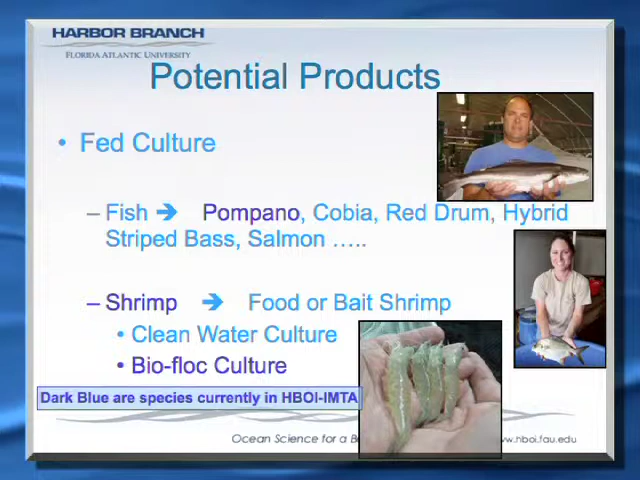 HARBOR BRANCH
FLORIDA ATLANTIC UNIVERSITY
Potential Products
• Fed Culture
– Fish ➔ Pompano, Cobia, Red Drum, Hybrid
Striped Bass, Salmon …..
– Shrimp ➔ Food or Bait Shrimp
• Clean Water Culture
• Bio-floc Culture
Dark Blue are species currently in HBOI-IMTA
Ocean Science for a B
www.hboi.fau.edu